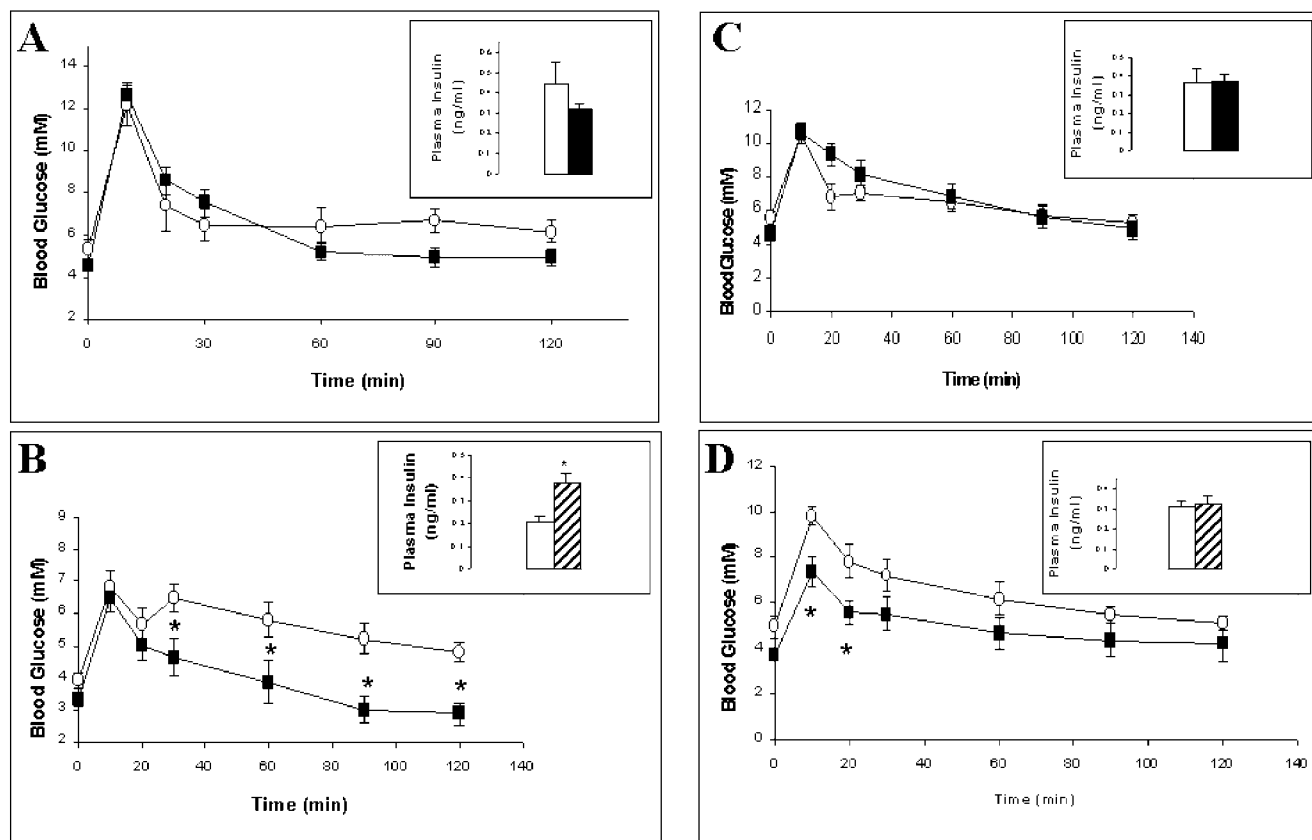 A
14
12
10
8
6
4
2
Blood Glucose (mM)
0 30 60 90 120
Time (min)
Plasma Insulin
(ng/ml)
C
12
10
8
6
4
2
0
Blood Glucose (mM)
0 20 40 60 80 100 120 140
Time (min)
Plasma Insulin
(ng/ml)
B
9
8
7
6
5
4
3
2
Blood Glucose (mM)
* * * *
0 20 40 60 80 100 120 140
Time (min)
Plasma Insulin
(ng/ml)
*
D
12
10
8
6
4
2
0
Blood Glucose (mM)
* *
0 20 40 60 80 100 120 140
Time (min)
Plasma Insulin
(ng/ml)